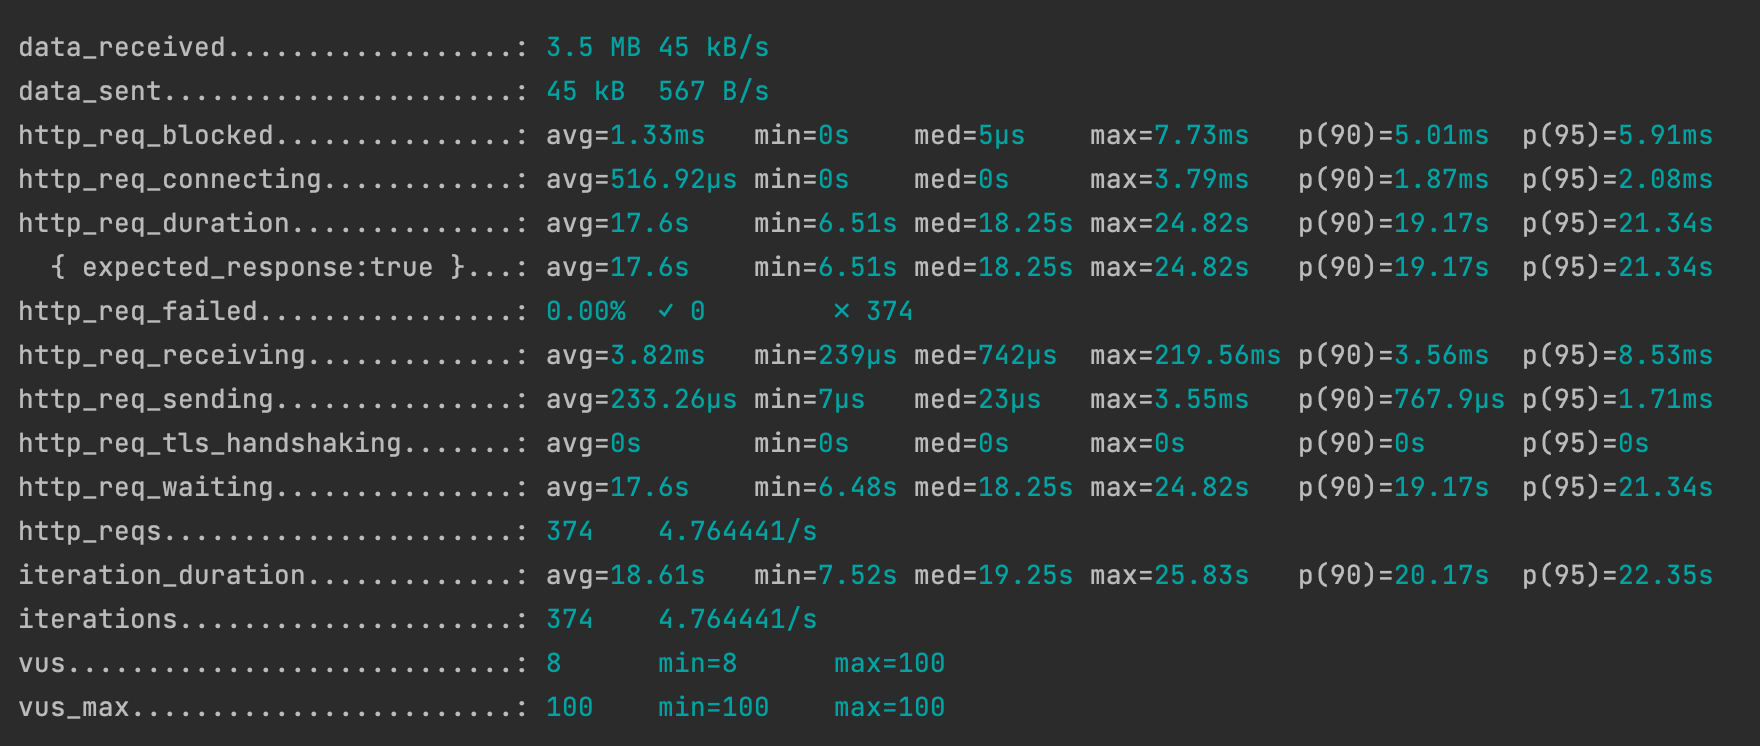 data_received..................: 3.5 MB 45 kB/s
data_sent......................: 45 kB  567 B/s
http_req_blocked...............: avg=1.33ms   min=0s    med=5µs    max=7.73ms   p(90)=5.01ms  p(95)=5.91ms
http_req_connecting............: avg=516.92µs min=0s    med=0s     max=3.79ms   p(90)=1.87ms  p(95)=2.08ms
http_req_duration..............: avg=17.6s    min=6.51s med=18.25s max=24.82s   p(90)=19.17s  p(95)=21.34s
  { expected_response:true }...: avg=17.6s    min=6.51s med=18.25s max=24.82s   p(90)=19.17s  p(95)=21.34s
http_req_failed................: 0.00%  ✓ 0        ✗ 374
http_req_receiving.............: avg=3.82ms   min=239µs med=742µs  max=219.56ms p(90)=3.56ms  p(95)=8.53ms
http_req_sending...............: avg=233.26µs min=7µs   med=23µs   max=3.55ms   p(90)=767.9µs p(95)=1.71ms
http_req_tls_handshaking.......: avg=0s       min=0s    med=0s     max=0s       p(90)=0s      p(95)=0s
http_req_waiting...............: avg=17.6s    min=6.48s med=18.25s max=24.82s   p(90)=19.17s  p(95)=21.34s
http_reqs......................: 374    4.764441/s
iteration_duration.............: avg=18.61s   min=7.52s med=19.25s max=25.83s   p(90)=20.17s  p(95)=22.35s
iterations.....................: 374    4.764441/s
vus............................: 8      min=8      max=100
vus_max........................: 100    min=100    max=100